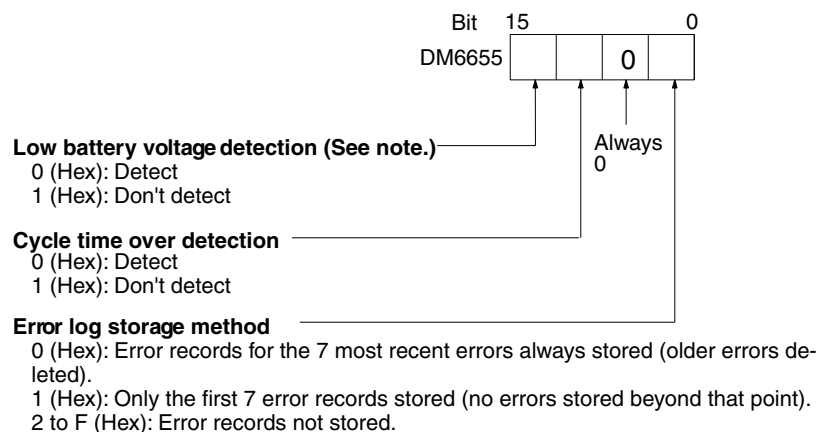 Bit 15 0
DM6655 0
Low battery voltage detection (See note.)
0 (Hex): Detect
1 (Hex): Don't detect
Always
0
Cycle time over detection
0 (Hex): Detect
1 (Hex): Don't detect
Error log storage method
0 (Hex): Error records for the 7 most recent errors always stored (older errors de-
leted).
1 (Hex): Only the first 7 error records stored (no errors stored beyond that point).
2 to F (Hex): Error records not stored.